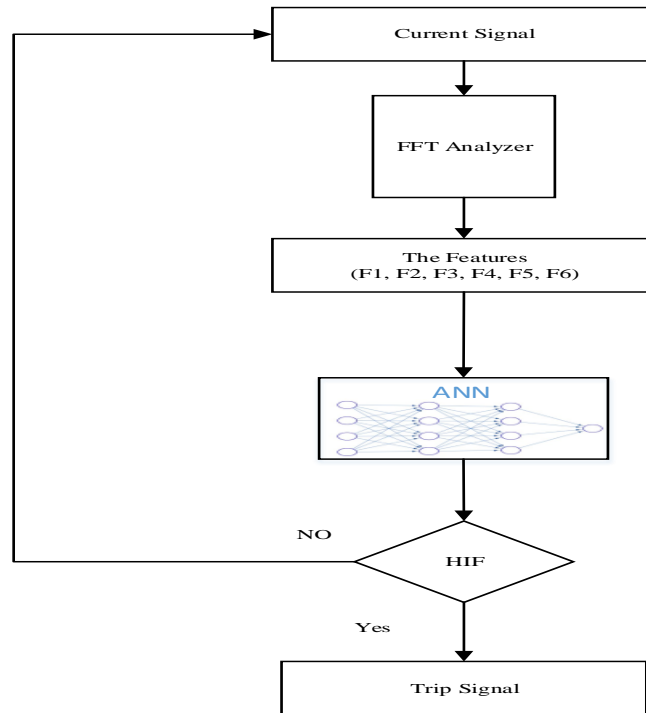 Current Signal
FFT Analyzer
The Features
(F1, F2, F3, F4, F5, F6)
ANN
NO
HIF
Yes
Trip Signal